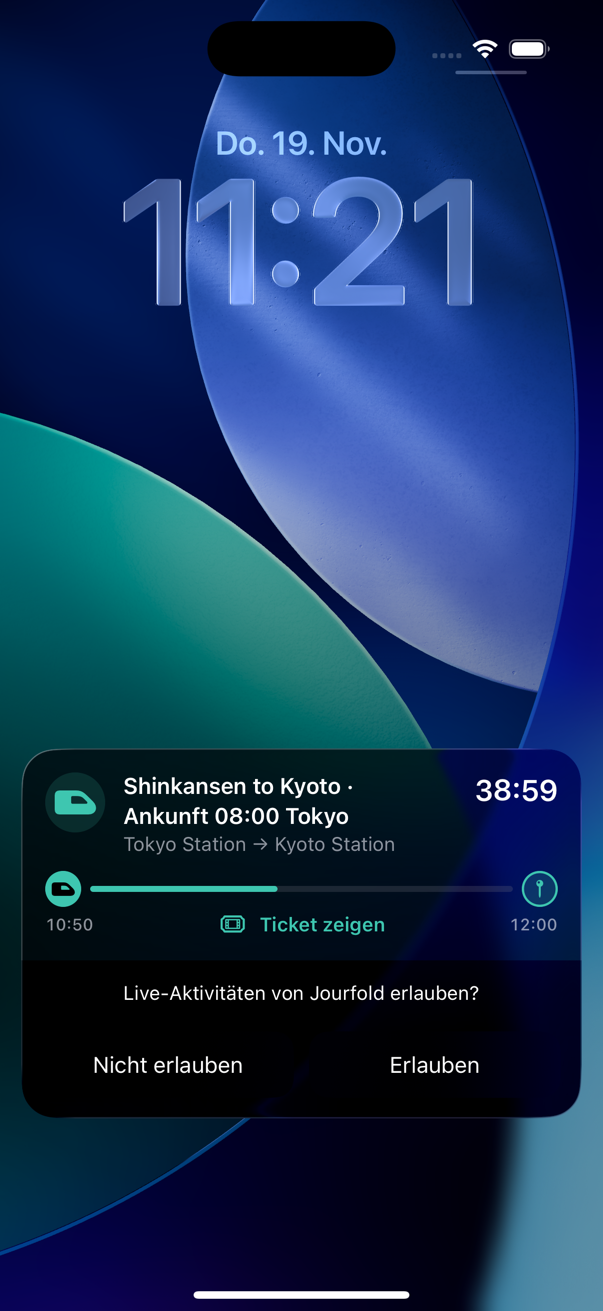 Do. 19. Nov.
11:21
Shinkansen to Kyoto ·
Ankunft 08:00 Tokyo
38:59
Tokyo Station → Kyoto Station
10:50
Ticket zeigen
12:00
Live-Aktivitäten von Jourfold erlauben?
Nicht erlauben
Erlauben